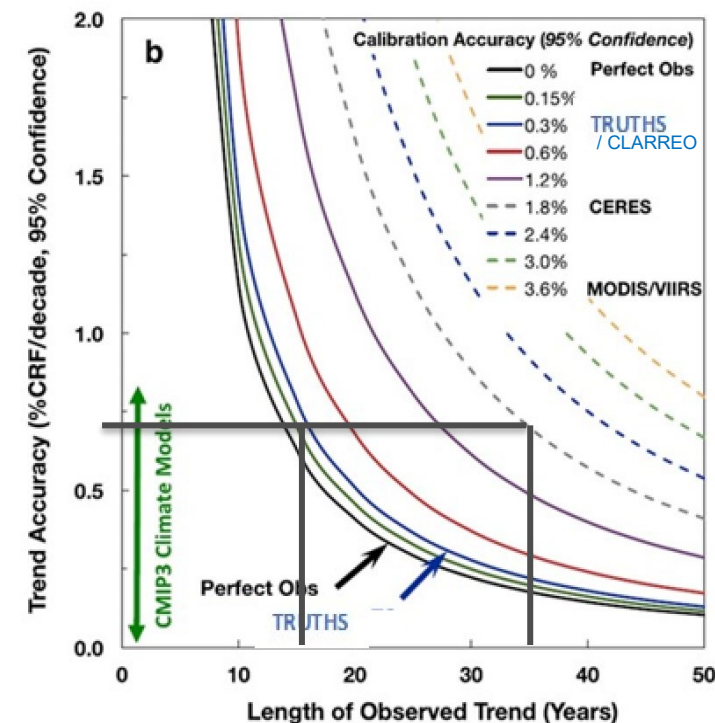 b
Calibration Accuracy (95% Confidence)
0 % Perfect Obs
0.15%
0.3% TRUTHS
/ CLARREO
0.6%
1.2%
1.8% CERES
2.4%
3.0%
3.6% MODIS/VIIRS
Trend Accuracy (%CRF/decade, 95% Confidence)
2.0
1.5
1.0
0.5
0.0
CMIP3 Climate Models
Perfect Obs
TRUTHS
0 10 20 30 40 50
Length of Observed Trend (Years)